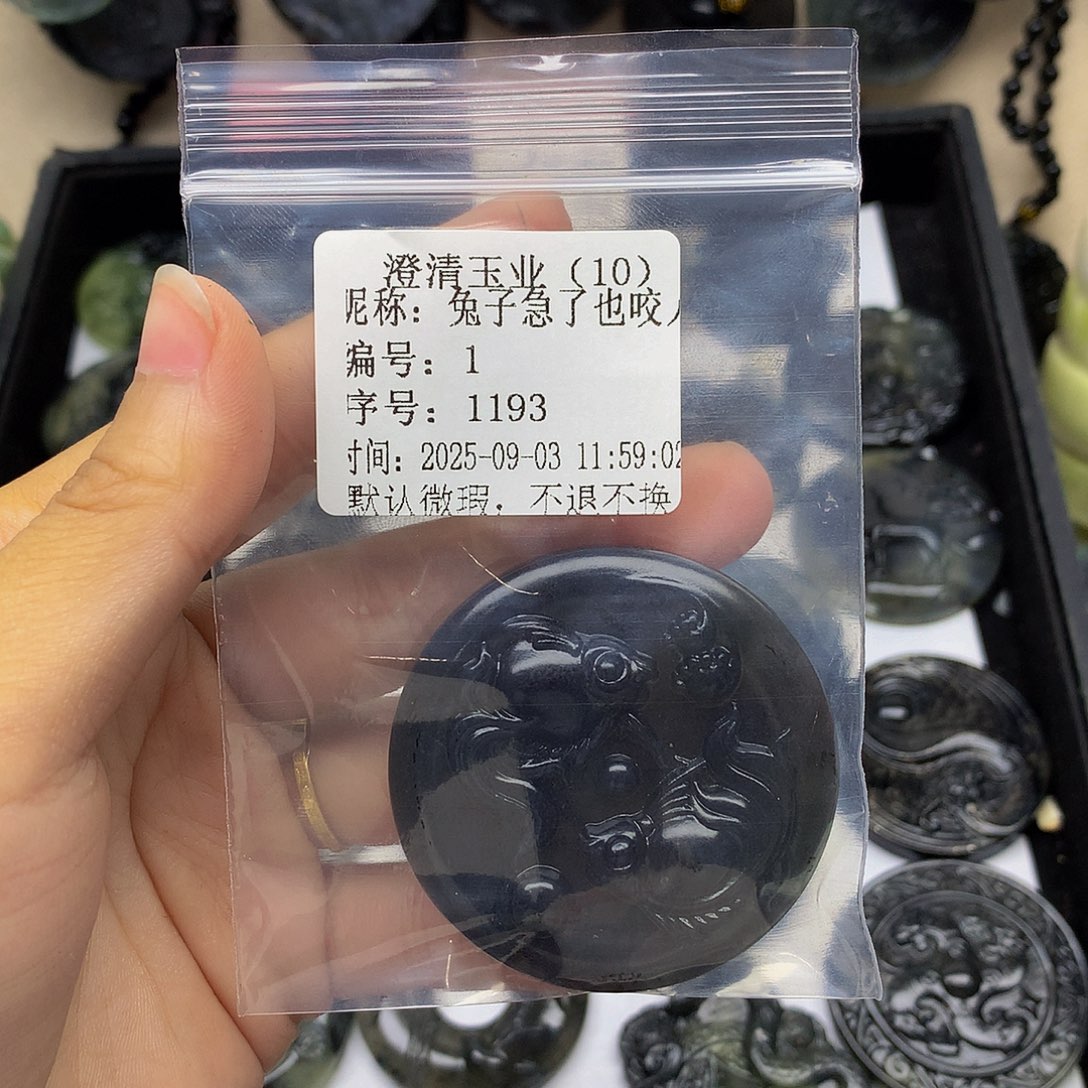 澄清玉业（10）
昵称：兔子急了也咬
编号：1
序号：1193
时间：2025-09-03 11:59:02
默认微瑕，不退不换